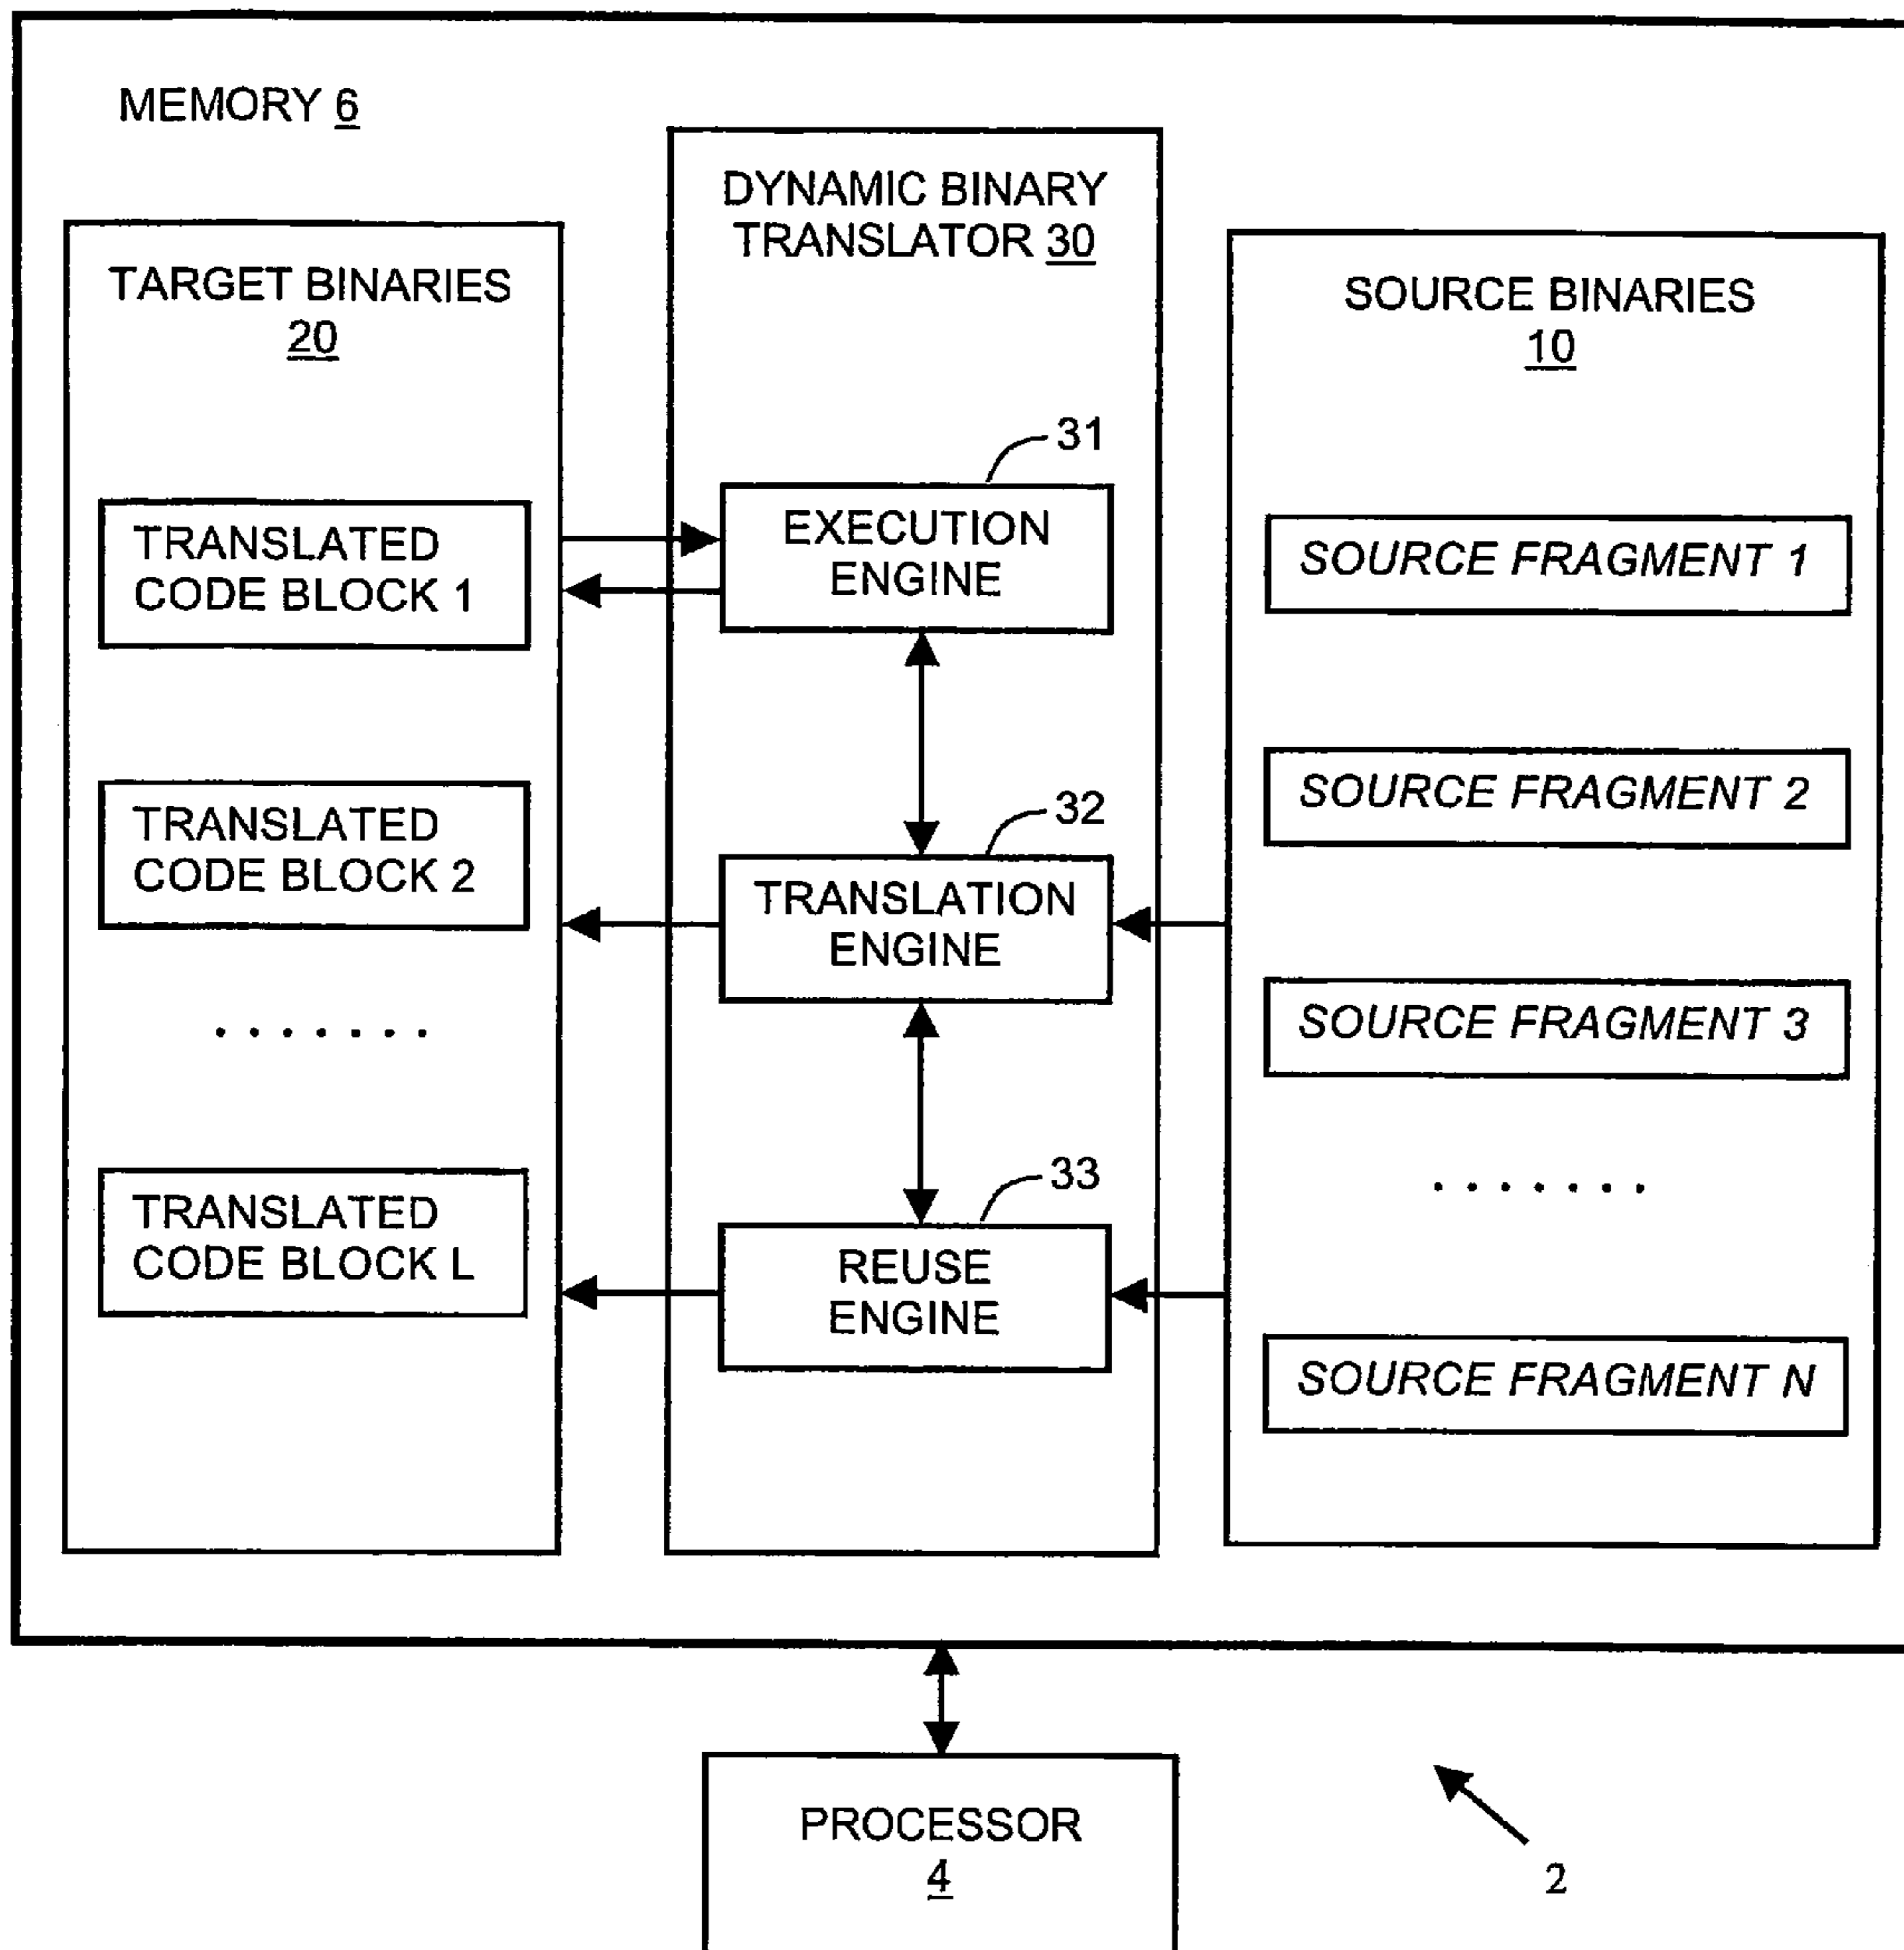 MEMORY 6
TARGET BINARIES
20
TRANSLATED
CODE BLOCK 1
TRANSLATED
CODE BLOCK 2
. . . . . . .
TRANSLATED
CODE BLOCK L
DYNAMIC BINARY
TRANSLATOR 30
31
EXECUTION
ENGINE
32
TRANSLATION
ENGINE
33
REUSE
ENGINE
SOURCE BINARIES
10
SOURCE FRAGMENT 1
SOURCE FRAGMENT 2
SOURCE FRAGMENT 3
. . . . . . .
SOURCE FRAGMENT N
PROCESSOR
4
2